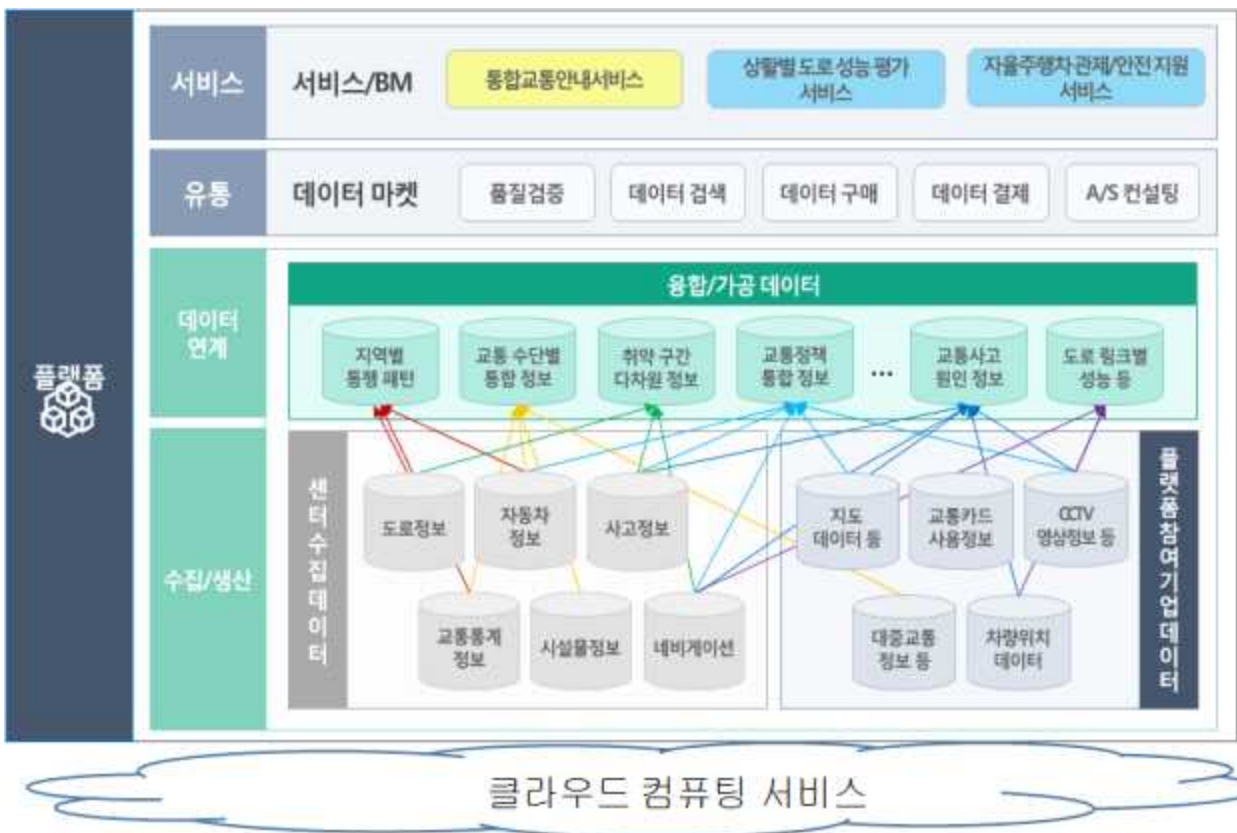 플랫폼
서비스
서비스/BM
통합교통안내서비스
상활별 도로 성능 평가
서비스
자율주행차 관제/안전 지원
서비스
유통
데이터 마켓
품질검증
데이터 검색
데이터 구매
데이터 결제
A/S 컨설팅
데이터
연계
융합/가공 데이터
지역별
통행 패턴
교통 수단별
통합 정보
취약 구간
다차원 정보
교통정책
통합 정보
...
교통사고
원인 정보
도로 링크별
성능 등
수집/생산
센터수집데이터
도로정보
자동차
정보
사고정보
교통통계
정보
시설물정보
네비게이션
지도
데이터 등
교통카드
사용정보
CCTV
영상정보 등
대중교통
정보 등
차량위치
데이터
플랫폼참여기업데이터
클라우드 컴퓨팅 서비스